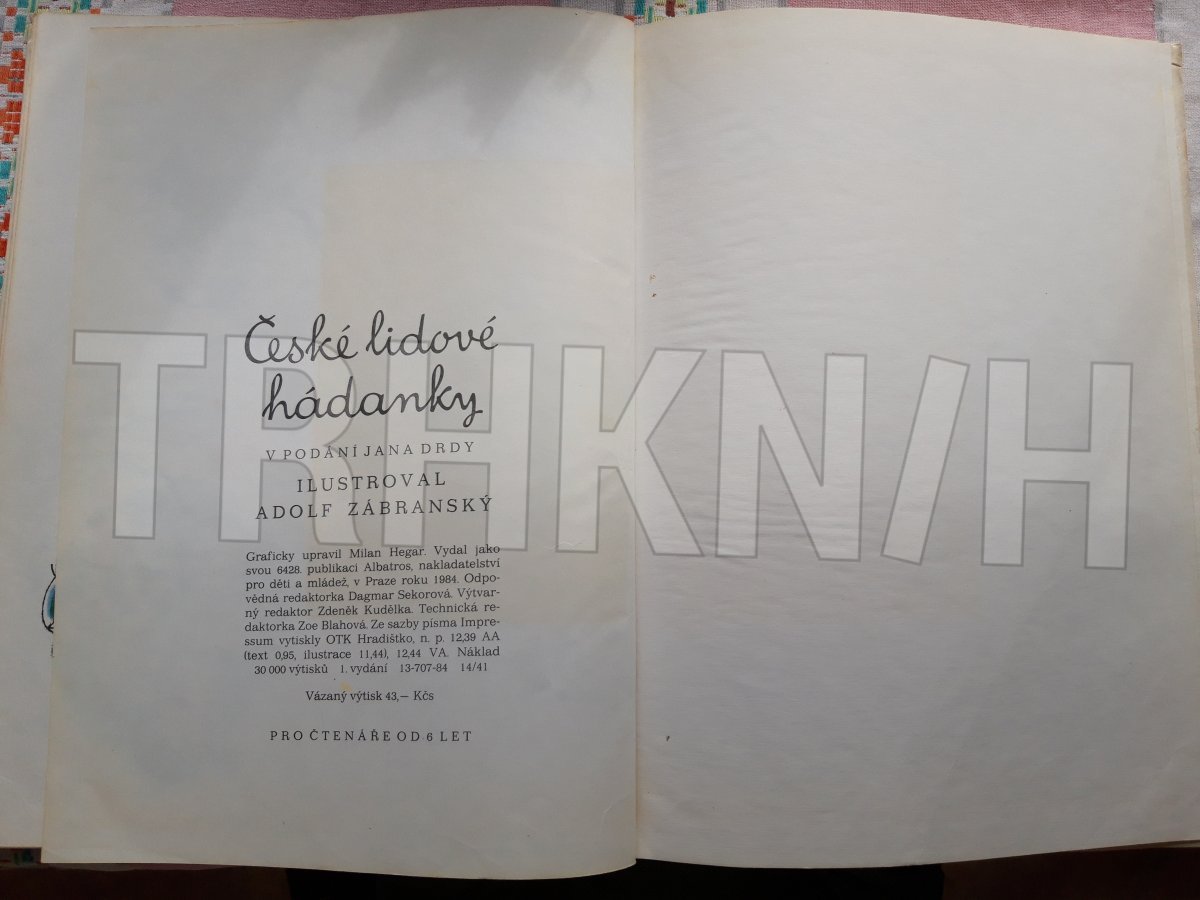 České lidové
hádanky
V PODÁNÍ JANA DRDY
ILUSTROVAL
ADOLF ZÁBRANSKÝ
Graficky upravil Milan Hegar. Vydal jako
svou 6428. publikaci Albatros, nakladatelství
pro děti a mládež, v Praze roku 1984. Odpo-
vědná redaktorka Dagmar Sekorová. Výtvar-
ný redaktor Zdeněk Kudělka. Technická re-
daktorka Zoe Blahová. Ze sazby písma Impres-
sum vytiskly OTK Hradištko, n. p. 12,39 AA
(text 0,95, ilustrace 11,44), 12,44 VA. Náklad
30 000 výtisků 1. vydání 13-707-84 14/41
Vázaný výtisk 43,— Kčs
PRO ČTENÁŘE OD 6 LET
TRHKN/H